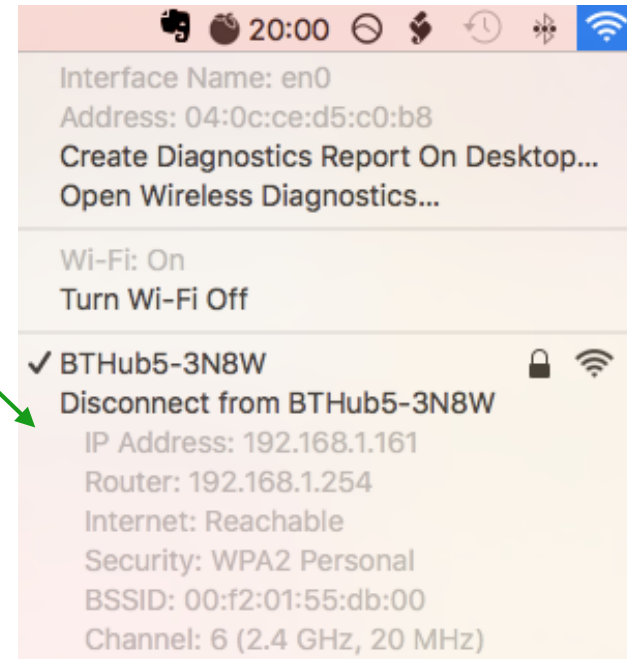 20:00
Interface Name: en0
Address: 04:0c:ce:d5:c0:b8
Create Diagnostics Report On Desktop...
Open Wireless Diagnostics...
Wi-Fi: On
Turn Wi-Fi Off
✓ BTHub5-3N8W
Disconnect from BTHub5-3N8W
IP Address: 192.168.1.161
Router: 192.168.1.254
Internet: Reachable
Security: WPA2 Personal
BSSID: 00:f2:01:55:db:00
Channel: 6 (2.4 GHz, 20 MHz)